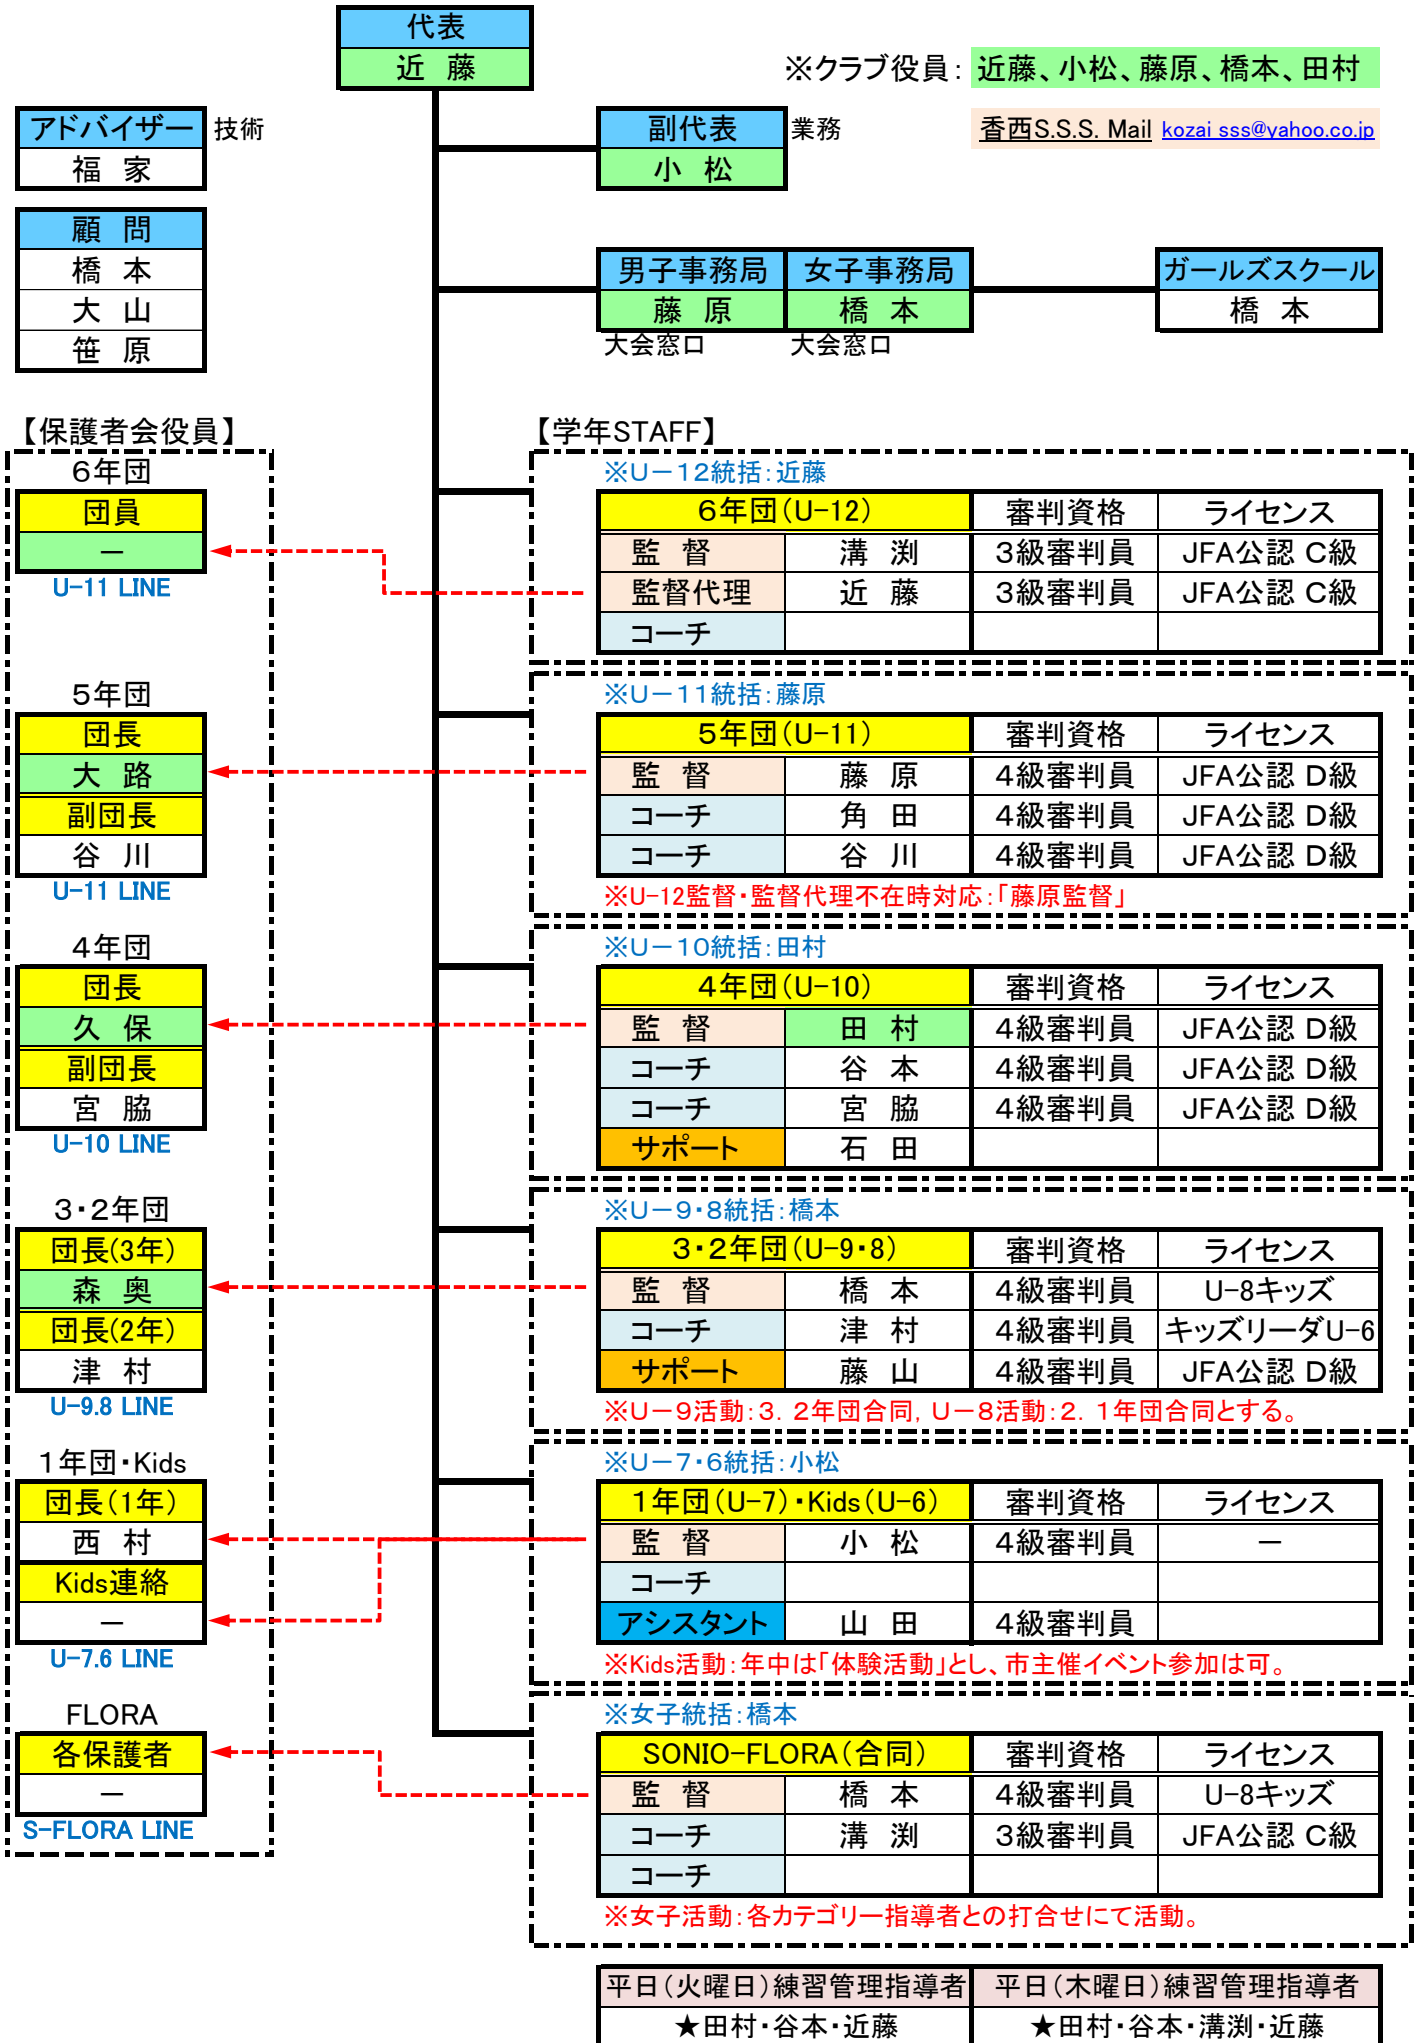 代表
近　藤
※クラブ役員： 近藤、小松、藤原、橋本、田村
アドバイザー 技術
福　家
副代表 業務
小　松
香西S.S.S. Mail kozai sss@yahoo.co.jp
顧　問
橋　本
大　山
笹　原
男子事務局 女子事務局 ガールズスクール
藤　原 橋　本 橋　本
大会窓口 大会窓口
【保護者会役員】 【学年STAFF】
6年団
団員
－
U-11 LINE
※U－12統括：近藤
6年団（U-12） 審判資格 ライセンス
監　督 溝　渕 3級審判員 JFA公認 C級
監督代理 近　藤 3級審判員 JFA公認 C級
コーチ
5年団
団長
大　路
副団長
谷　川
U-11 LINE
※U－11統括：藤原
5年団（U-11） 審判資格 ライセンス
監　督 藤　原 4級審判員 JFA公認 D級
コーチ 角　田 4級審判員 JFA公認 D級
コーチ 谷　川 4級審判員 JFA公認 D級
※U-12監督・監督代理不在時対応：「藤原監督」
4年団
団長
久　保
副団長
宮　脇
U-10 LINE
※U－10統括：田村
4年団（U-10） 審判資格 ライセンス
監　督 田　村 4級審判員 JFA公認 D級
コーチ 谷　本 4級審判員 JFA公認 D級
コーチ 宮　脇 4級審判員 JFA公認 D級
サポート 石　田
3・2年団
団長(3年)
森　奥
団長(2年)
津　村
U-9.8 LINE
※U－9・8統括：橋本
3・2年団（U-9・8） 審判資格 ライセンス
監　督 橋　本 4級審判員 U-8キッズ
コーチ 津　村 4級審判員 キッズリーダU-6
サポート 藤　山 4級審判員 JFA公認 D級
※U－9活動：3．2年団合同，U－8活動：2．1年団合同とする。
1年団・Kids
団長（1年）
西　村
Kids連絡
－
U-7.6 LINE
※U－7・6統括：小松
1年団（U-7）・Kids（U-6） 審判資格 ライセンス
監　督 小　松 4級審判員 －
コーチ
アシスタント 山　田 4級審判員
※Kids活動：年中は「体験活動」とし、市主催イベント参加は可。
FLORA
各保護者
－
S-FLORA LINE
※女子統括：橋本
SONIO-FLORA（合同） 審判資格 ライセンス
監　督 橋　本 4級審判員 U-8キッズ
コーチ 溝　渕 3級審判員 JFA公認 C級
コーチ
※女子活動：各カテゴリー指導者との打合せにて活動。
平日（火曜日）練習管理指導者 平日（木曜日）練習管理指導者
★田村・谷本・近藤 ★田村・谷本・溝渕・近藤